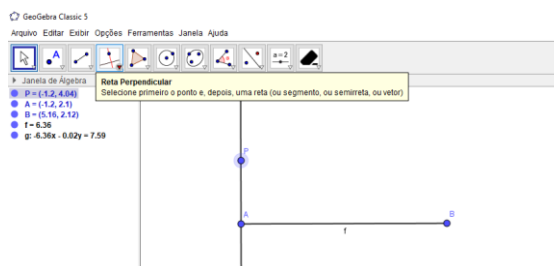 GeoGebra Classic 5
Arquivo Editar Exibir Opções Ferramentas Janela Ajuda
a=2
Janela de Álgebra
Reta Perpendicular
Selecione primeiro o ponto e, depois, uma reta (ou segmento, ou semirreta, ou vetor)
P = (-1.2, 4.04)
A = (-1.2, 2.1)
B = (5.16, 2.12)
f = 6.36
g: -6.36x - 0.02y = 7.59
P
A
B
f